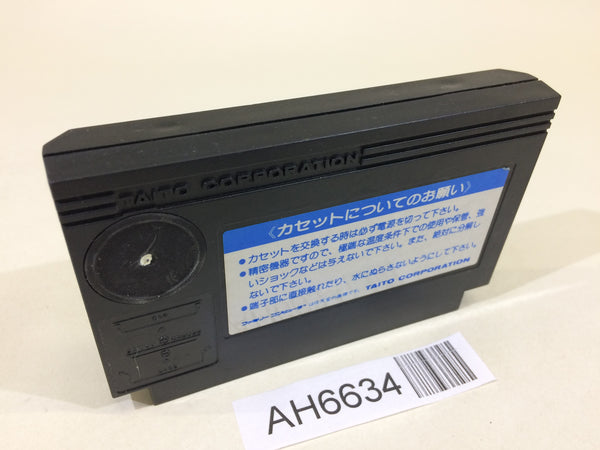 TAITO CORPORATION
《カセットについてのお願い》
●カセットを交換する時は必ず電源を切って下さい。
●精密機器ですので、極端な温度条件下での使用や保管、強
いショックなどは与えないで下さい。また、絶対に分解し
ないで下さい。
●端子部に直接触れたり、水にぬらさないようにして下さい。
TAITO CORPORATION
AH6634